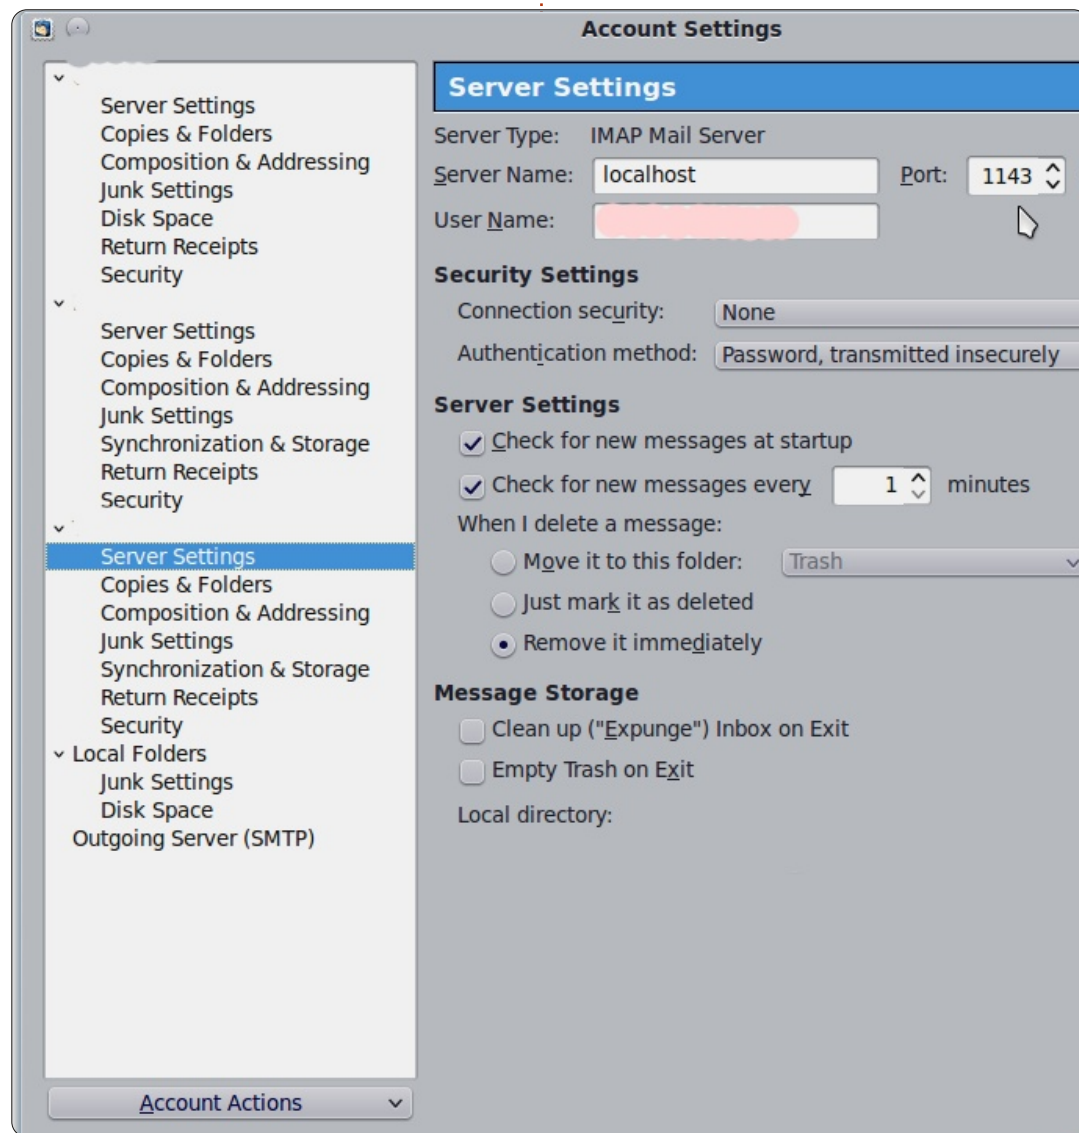 Account Settings
Server Settings
Copies & Folders
Composition & Addressing
Junk Settings
Disk Space
Return Receipts
Security
Server Settings
Copies & Folders
Composition & Addressing
Junk Settings
Synchronization & Storage
Return Receipts
Security
Server Settings
Copies & Folders
Composition & Addressing
Junk Settings
Synchronization & Storage
Return Receipts
Security
Local Folders
Junk Settings
Disk Space
Outgoing Server (SMTP)
Account Actions
Server Settings
Server Type: IMAP Mail Server
Server Name: localhost Port: 1143
User Name:
Security Settings
Connection security: None
Authentication method: Password, transmitted insecurely
Server Settings
Check for new messages at startup
Check for new messages every 1 minutes
When I delete a message:
Move it to this folder: Trash
Just mark it as deleted
Remove it immediately
Message Storage
Clean up ("Expunge") Inbox on Exit
Empty Trash on Exit
Local directory: